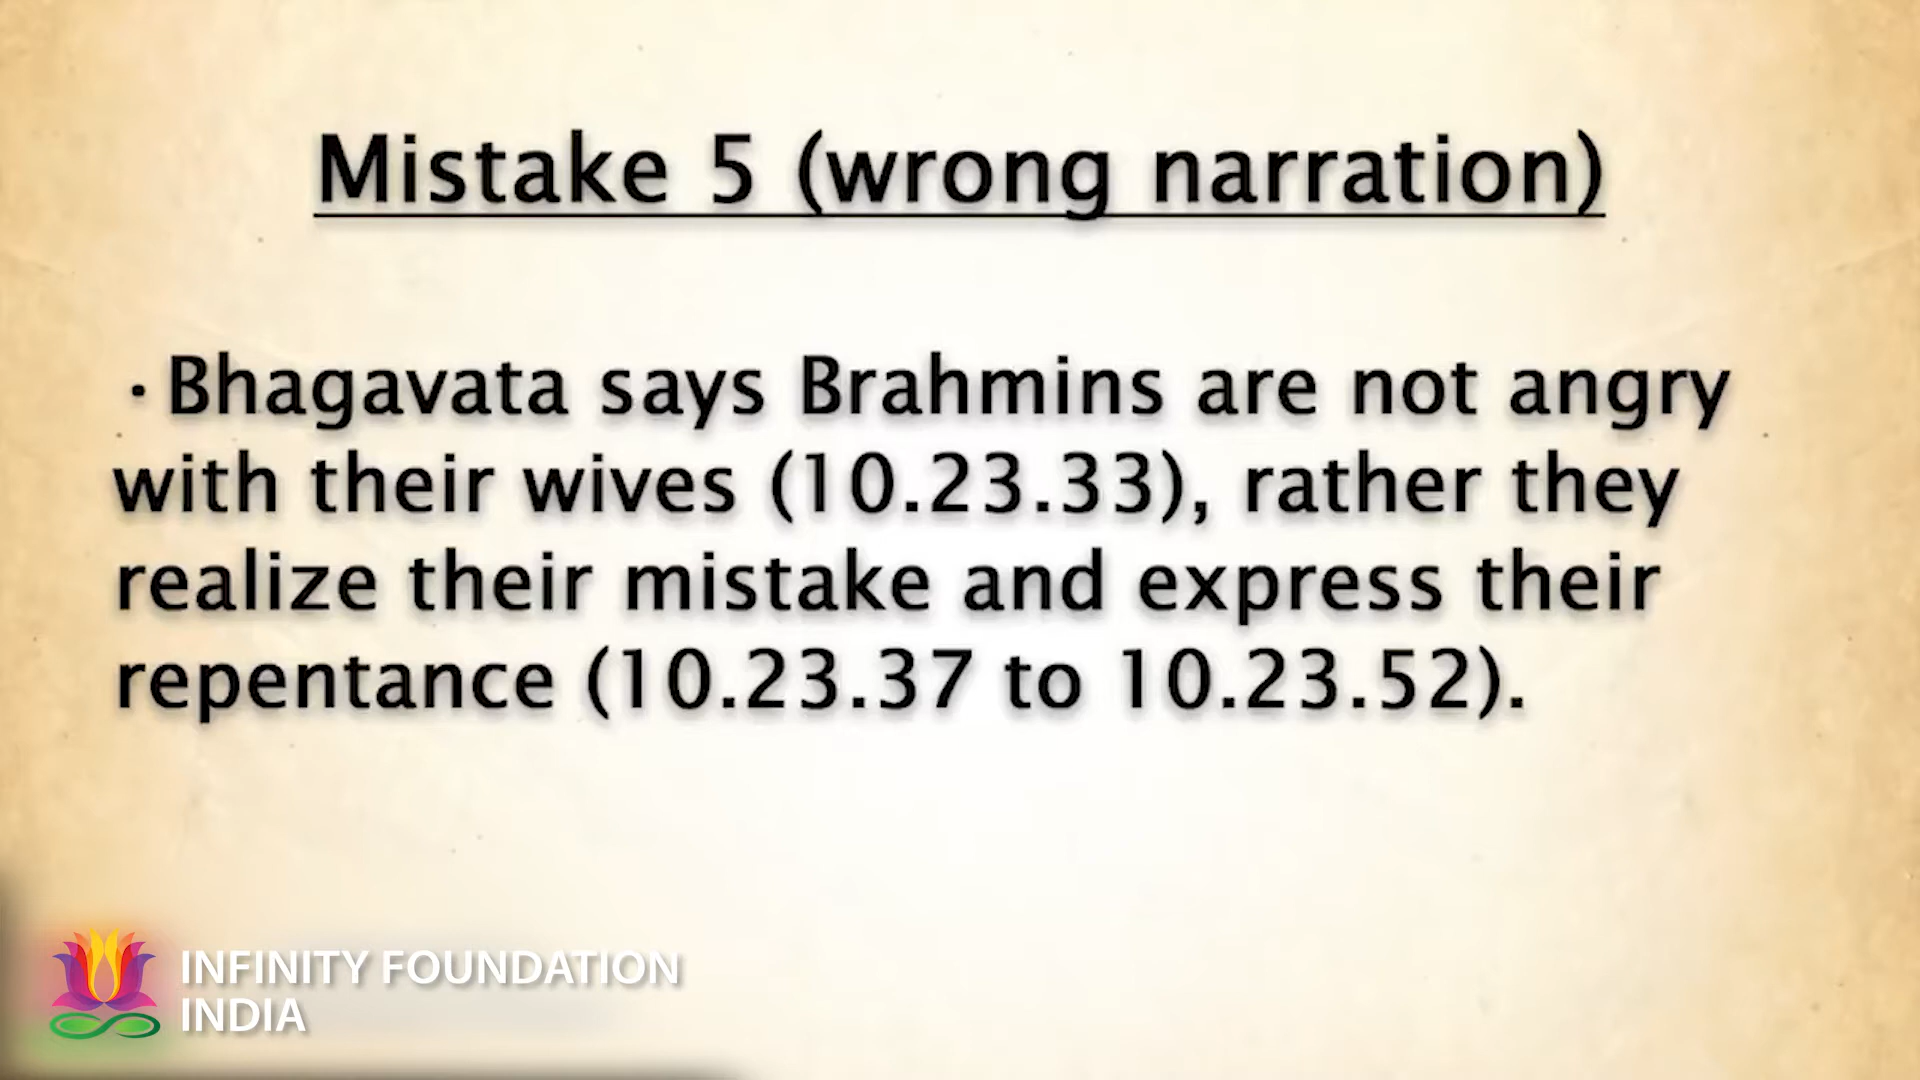 Mistake 5 (wrong narration)
· Bhagavata says Brahmins are not angry
with their wives (10.23.33), rather they
realize their mistake and express their
repentance (10.23.37 to 10.23.52).
INFINITY FOUNDATION
INDIA